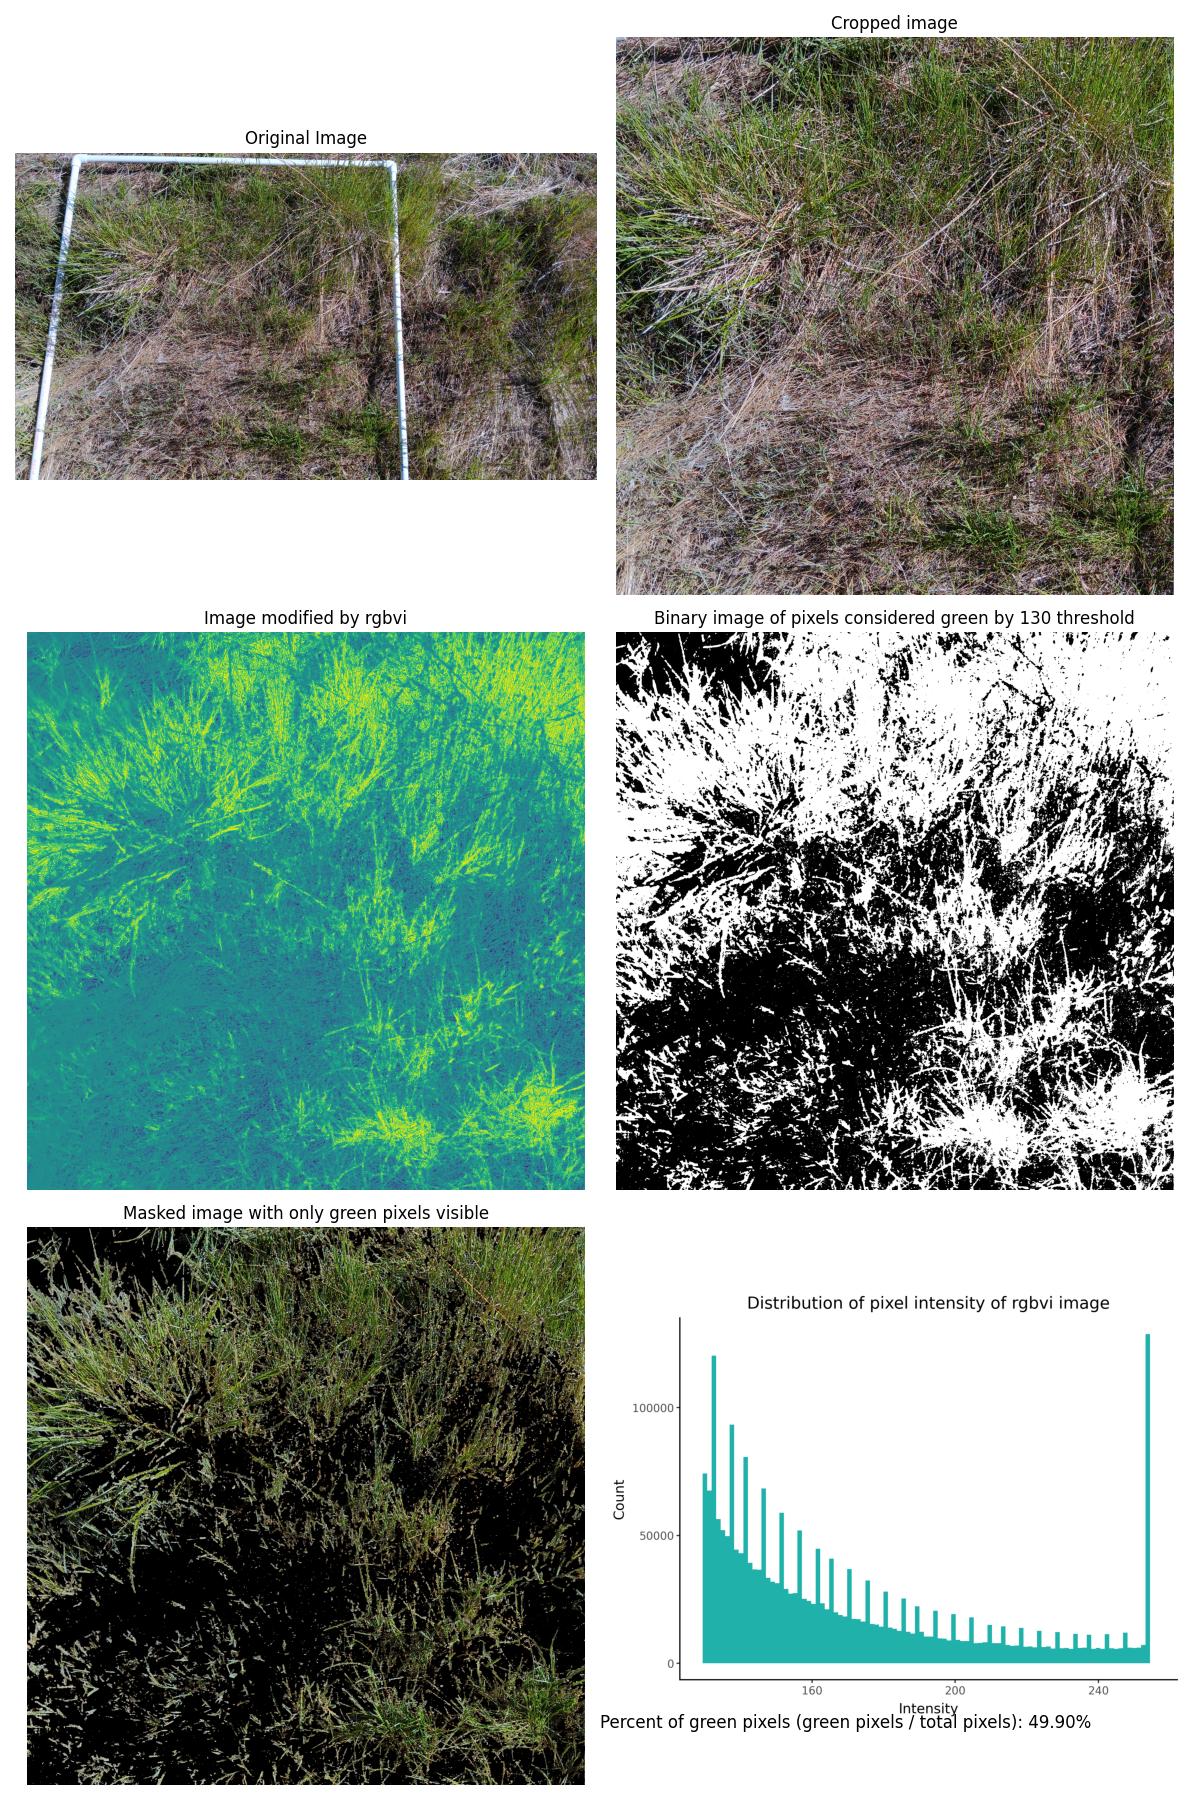 Cropped image
Original Image
Image modified by rgbvi
Binary image of pixels considered green by 130 threshold
Masked image with only green pixels visible
Distribution of pixel intensity of rgbvi image
Count
100000
50000
0
160
200
240
Intensity
Percent of green pixels (green pixels / total pixels): 49.90%